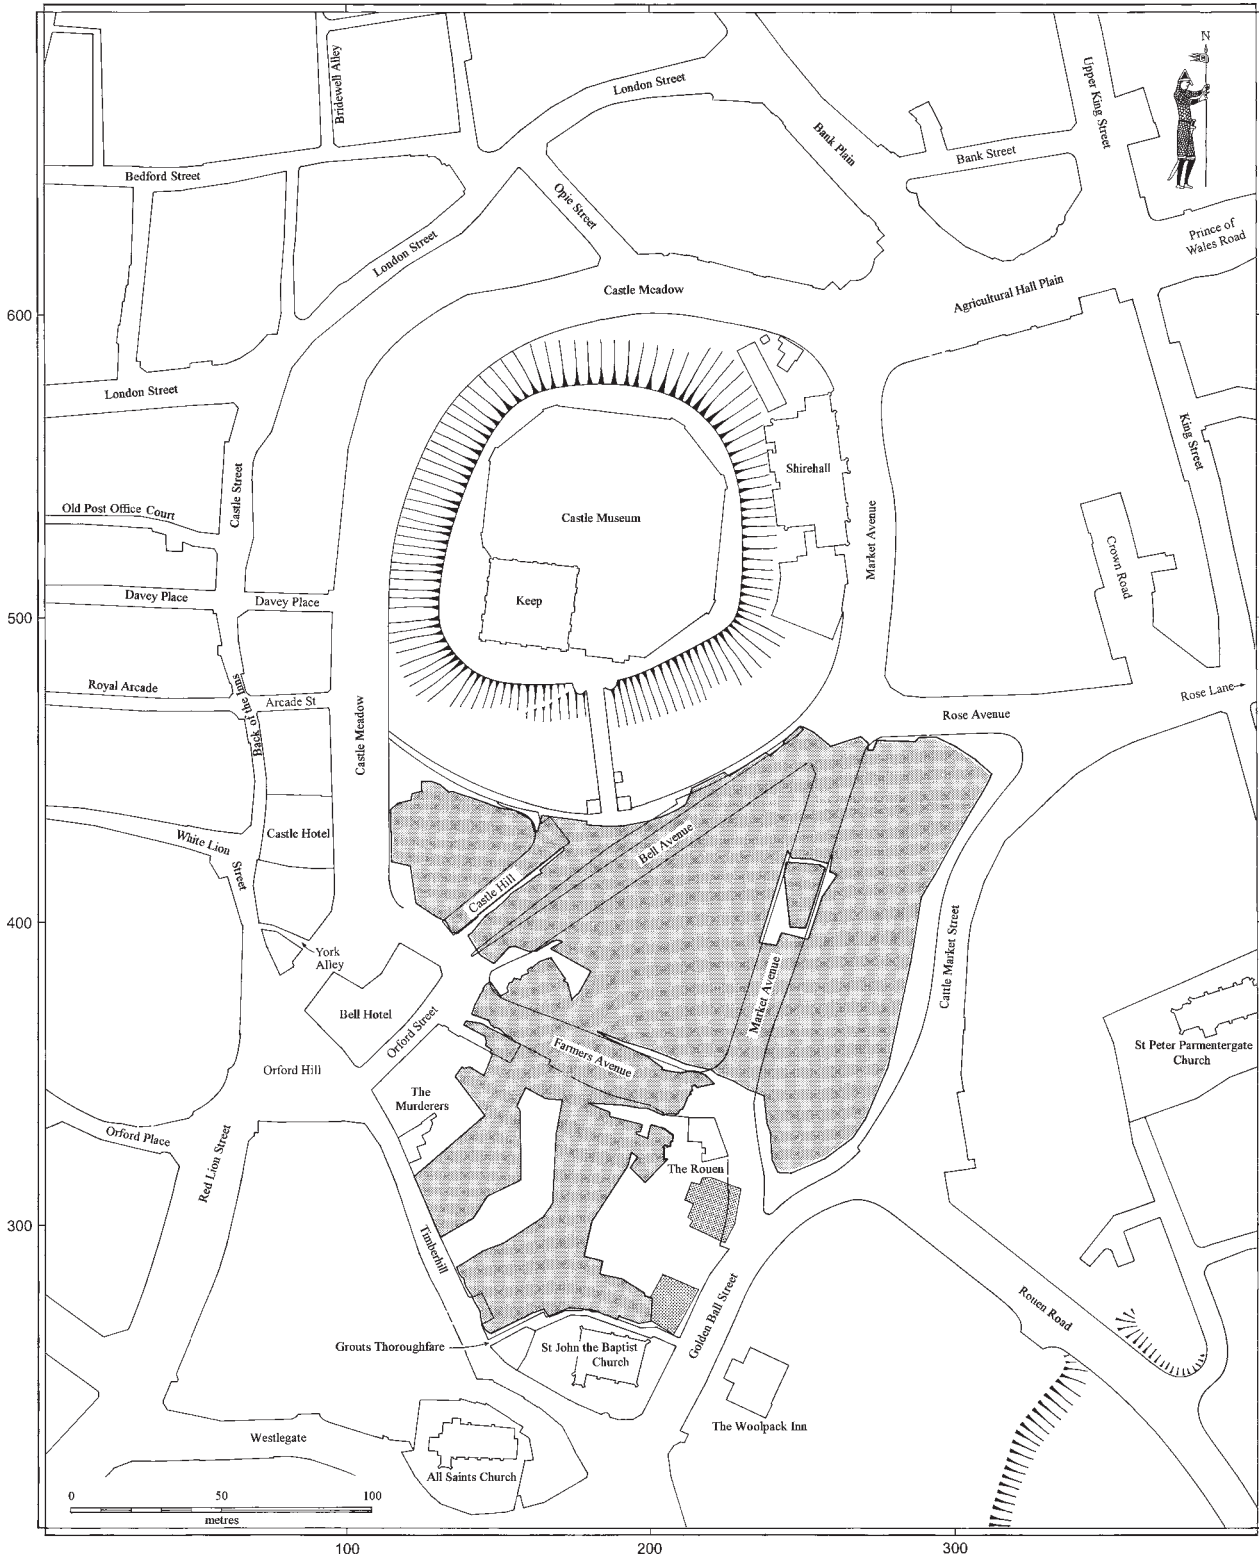 N
London Street
Bridewell Alley
Upper King Street
Bank Plain
Bank Street
Bedford Street
Opie Street
Prince of
Wales Road
London Street
Castle Meadow
Agricultural Hall Plain
600
London Street
King Street
Shirehall
Castle Street
Old Post Office Court
Castle Museum
Market Avenue
Crown Road
Davey Place
Davey Place
Keep
500
Royal Arcade
Back of the Inns
Arcade St
Rose Lane
Rose Avenue
Castle Meadow
White Lion
Street
Castle Hotel
Bell Avenue
Castle Hill
400
York
Alley
Cattle Market Street
Market Avenue
Bell Hotel
Orford Street
St Peter Parmentergate
Church
Farmers Avenue
Orford Hill
The
Murderers
Orford Place
Red Lion Street
The Rouen
300
Timberhill
Golden Ball Street
Rouen Road
Grouts Thoroughfare
St John the Baptist
Church
The Woolpack Inn
Westlegate
All Saints Church
0
50
100
metres
100
200
300